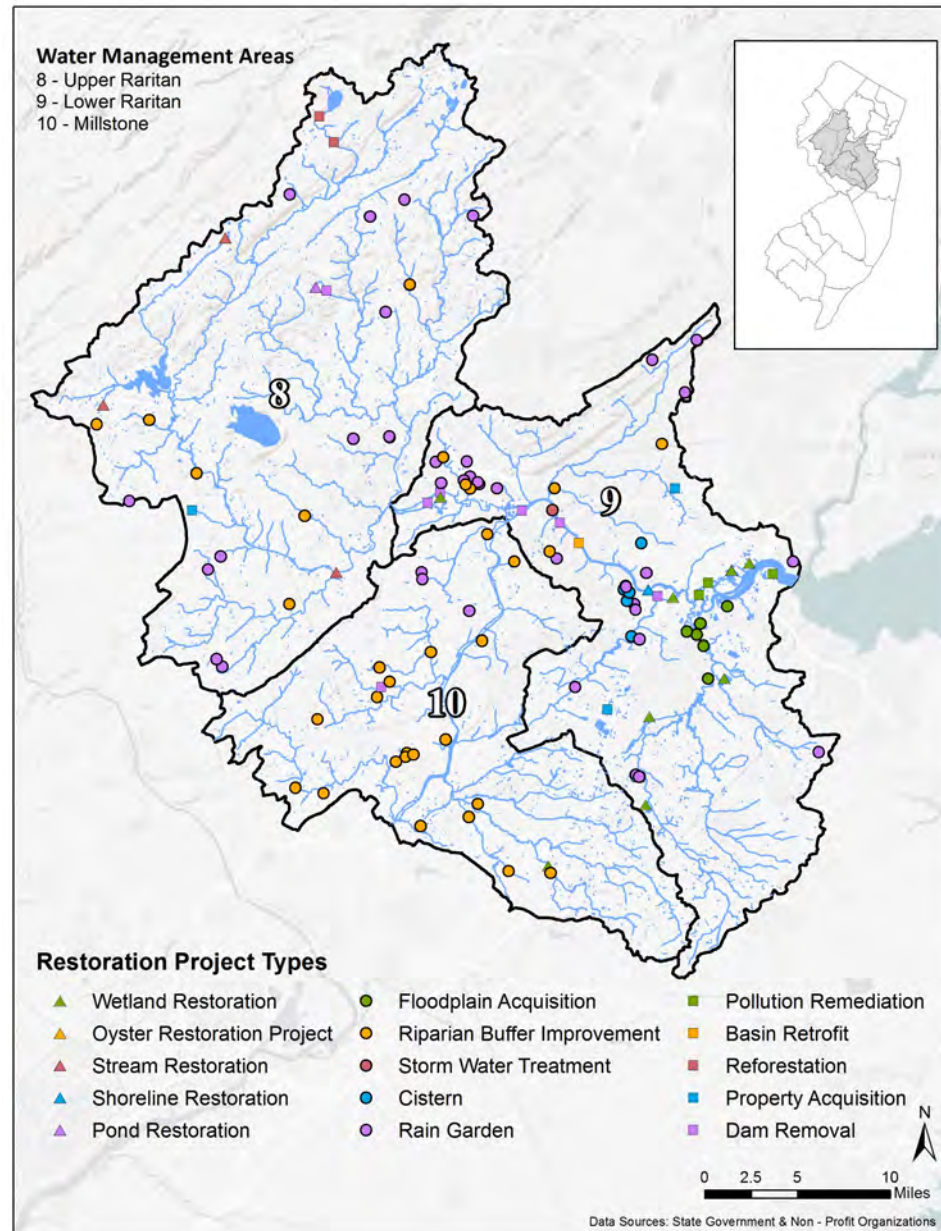 Water Management Areas
8 - Upper Raritan
9 - Lower Raritan
10 - Millstone
8
9
10
Restoration Project Types
Wetland Restoration
Oyster Restoration Project
Stream Restoration
Shoreline Restoration
Pond Restoration
Floodplain Acquisition
Riparian Buffer Improvement
Storm Water Treatment
Cistern
Rain Garden
Pollution Remediation
Basin Retrofit
Reforestation
Property Acquisition
Dam Removal
N
0 2.5 5 10
Miles
Data Sources: State Government & Non - Profit Organizations